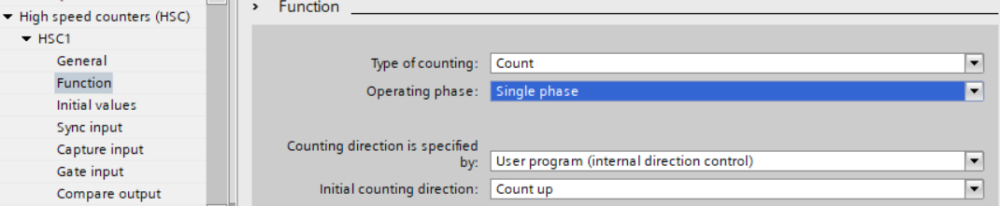 High speed counters (HSC)
HSC1
General
Function
Initial values
Sync input
Capture input
Gate input
Compare output
Function
Type of counting: Count
Operating phase: Single phase
Counting direction is specified
by: User program (internal direction control)
Initial counting direction: Count up